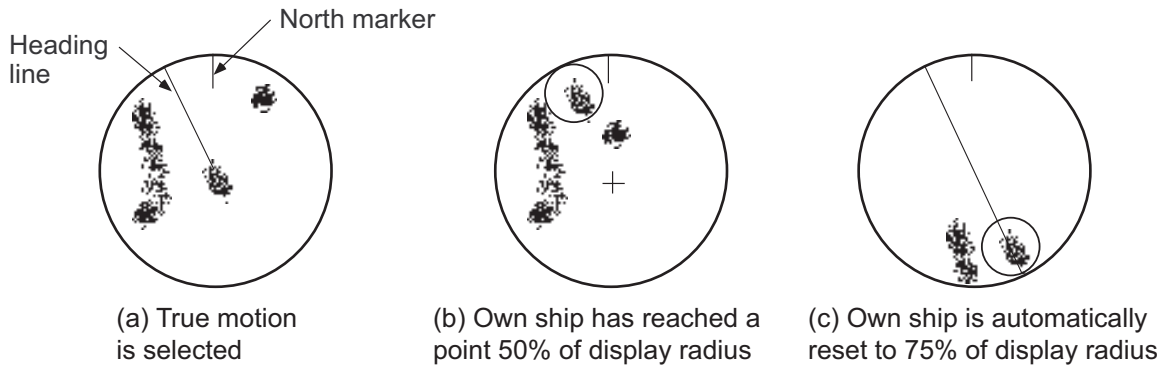 North marker
Heading
line
(a) True motion
is selected
(b) Own ship has reached a
point 50% of display radius
(c) Own ship is automatically
reset to 75% of display radius